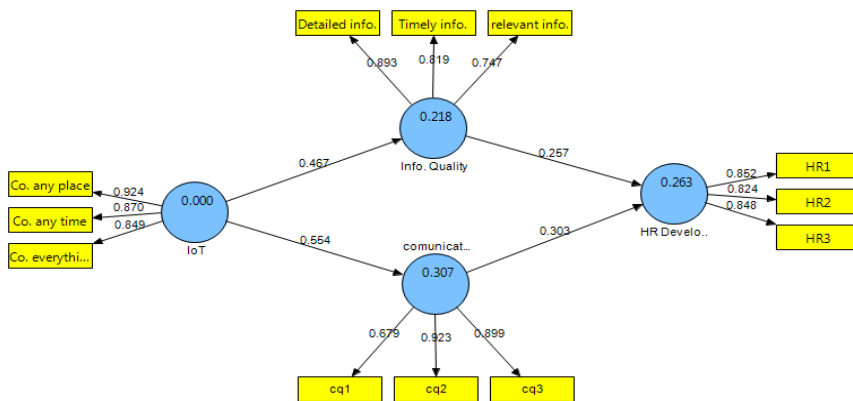 Detailed info.
Timely info.
relevant info.
0.893
0.819
0.747
0.218
Info. Quality
0.467
0.257
Co. any place
Co. any time
Co. everythi...
0.924
0.870
0.849
0.000
IoT
0.263
HR Develo..
0.852
0.824
0.848
HR1
HR2
HR3
0.554
0.303
comunicat...
0.307
0.679
0.923
0.899
cq1
cq2
cq3